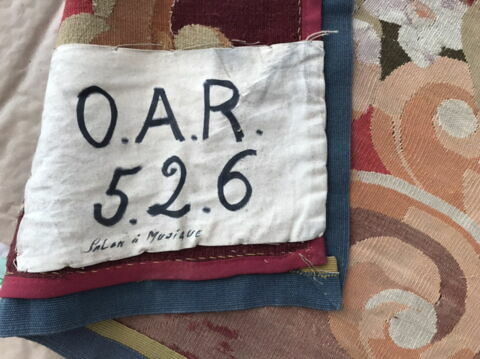 O.A.R.
5.2.6
Salon à Musique